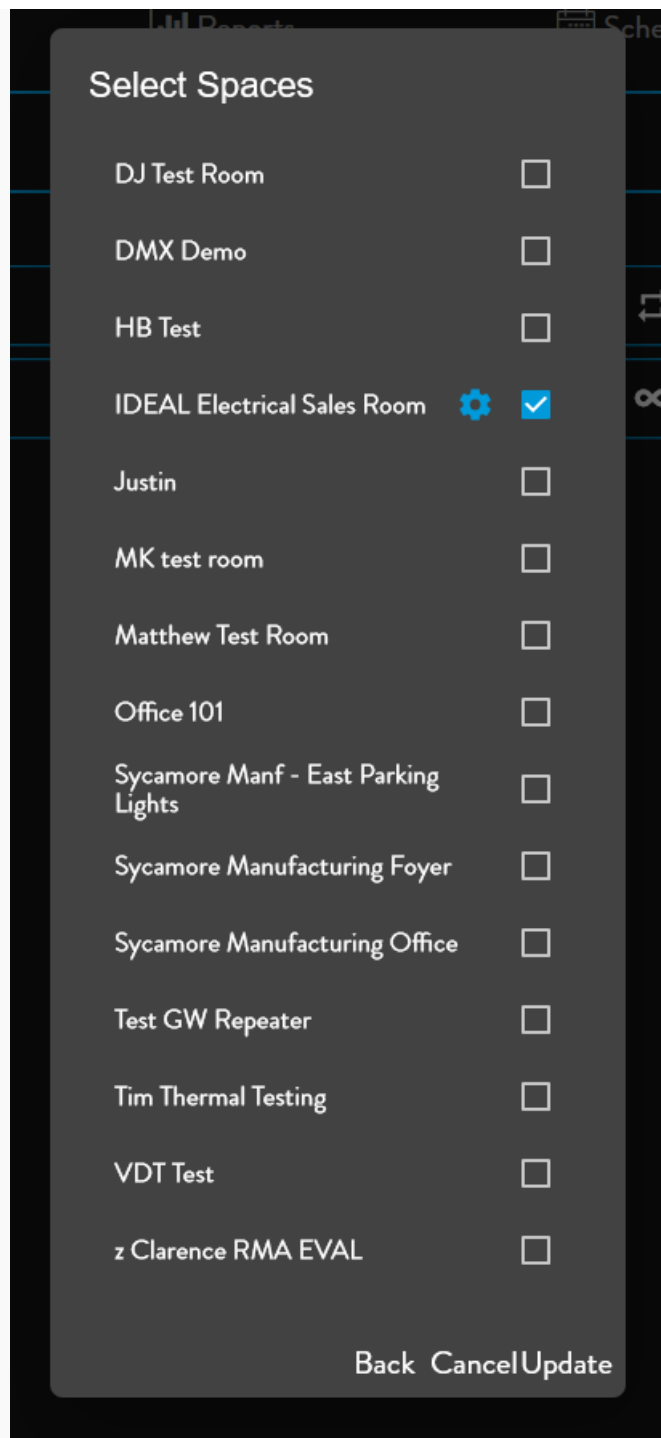 Reports
Sche
Select Spaces
DJ Test Room
DMX Demo
HB Test
IDEAL Electrical Sales Room
Justin
MK test room
Matthew Test Room
Office 101
Sycamore Manf - East Parking
Lights
Sycamore Manufacturing Foyer
Sycamore Manufacturing Office
Test GW Repeater
Tim Thermal Testing
VDT Test
z Clarence RMA EVAL
Back Cancel Update